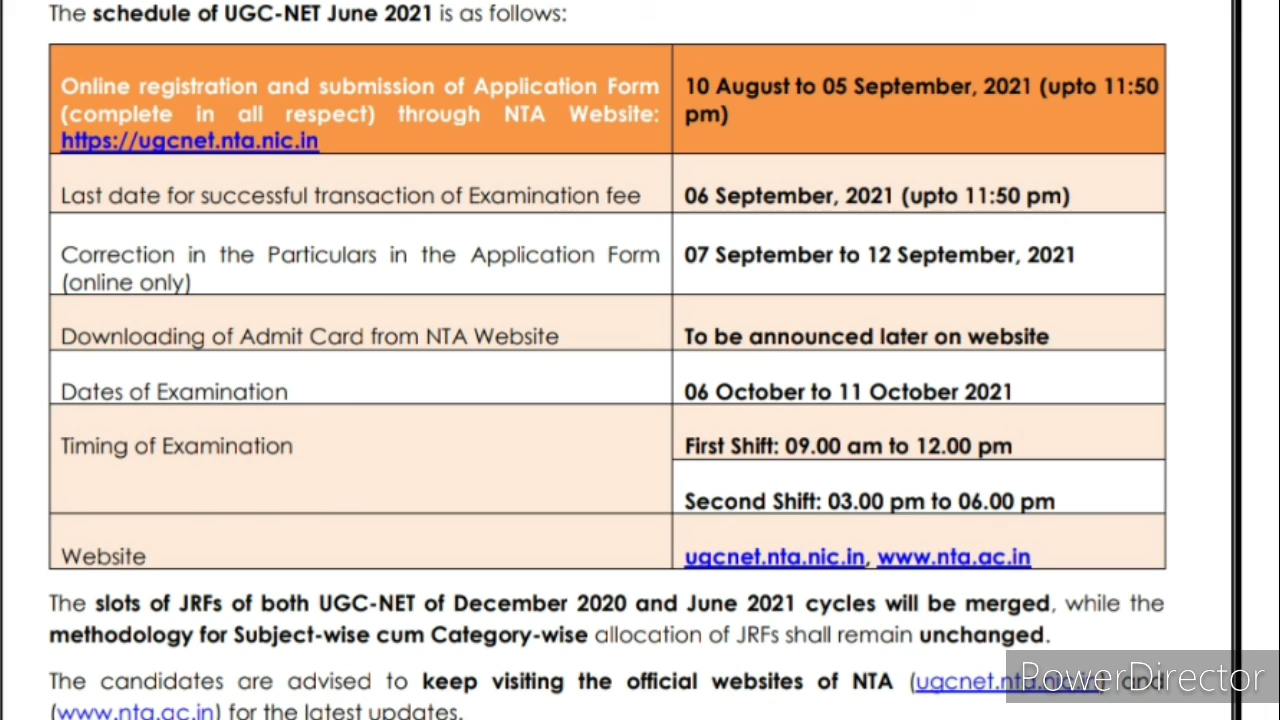 The schedule of UGC-NET June 2021 is as follows:
Online registration and submission of Application Form
(complete in all respect) through NTA Website:
https://ugcnet.nta.nic.in
10 August to 05 September, 2021 (upto 11:50
pm)
Last date for successful transaction of Examination fee
06 September, 2021 (upto 11:50 pm)
Correction in the Particulars in the Application Form
(online only)
07 September to 12 September, 2021
Downloading of Admit Card from NTA Website
To be announced later on website
Dates of Examination
06 October to 11 October 2021
Timing of Examination
First Shift: 09.00 am to 12.00 pm
Second Shift: 03.00 pm to 06.00 pm
Website
ugcnet.nta.nic.in, www.nta.ac.in
The slots of JRFs of both UGC-NET of December 2020 and June 2021 cycles will be merged, while the
methodology for Subject-wise cum Category-wise allocation of JRFs shall remain unchanged.
The candidates are advised to keep visiting the official websites of NTA (ugcnet.nta.nic.in) and
(www.nta.ac.in) for the latest updates.
PowerDirector